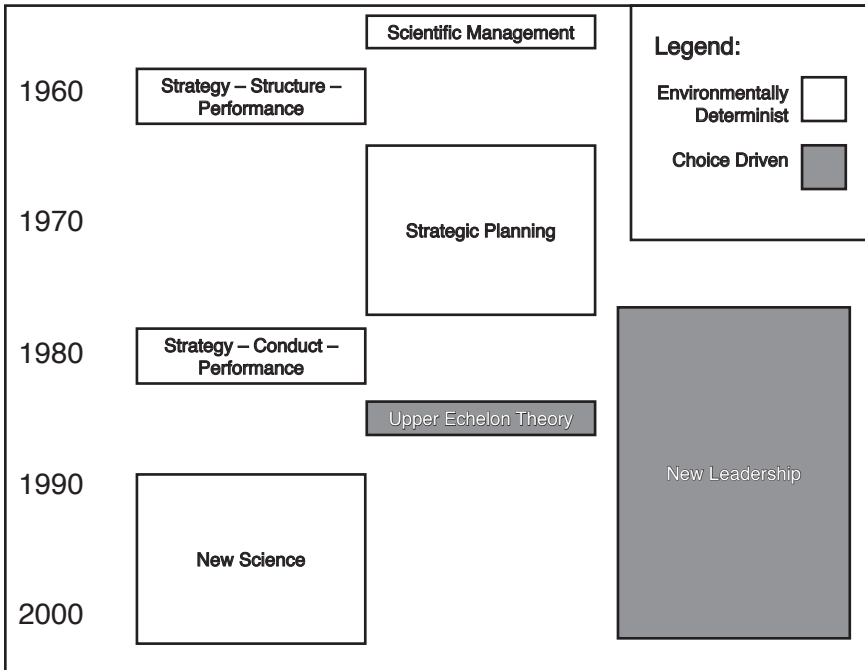 Scientific Management
Legend:
Environmentally
Determinist
Choice Driven
1960
Strategy – Structure –
Performance
1970
Strategic Planning
1980
Strategy – Conduct –
Performance
Upper Echelon Theory
New Leadership
1990
New Science
2000